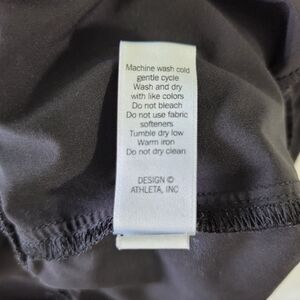 Machine wash cold
gentle cycle
Wash and dry
with like colors
Do not bleach
Do not use fabric
softeners
Tumble dry low
Warm iron
Do not dry clean
DESIGN ©
ATHLETA, INC